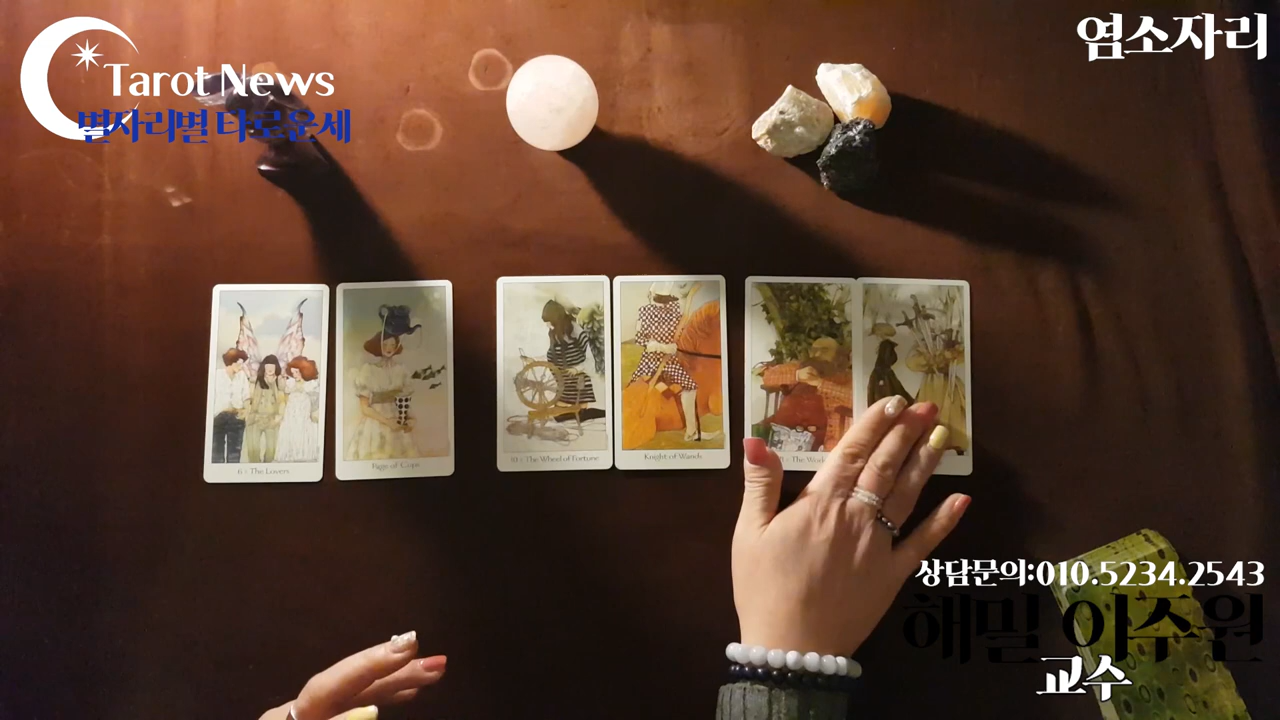 염소자리
Tarot News
별자리별 타로운세
6 : The Lovers
Page of Cups
10 : The Wheel of Fortune
Knight of Wands
The
상담문의:010.5234.2543
해밀 이주원
교수